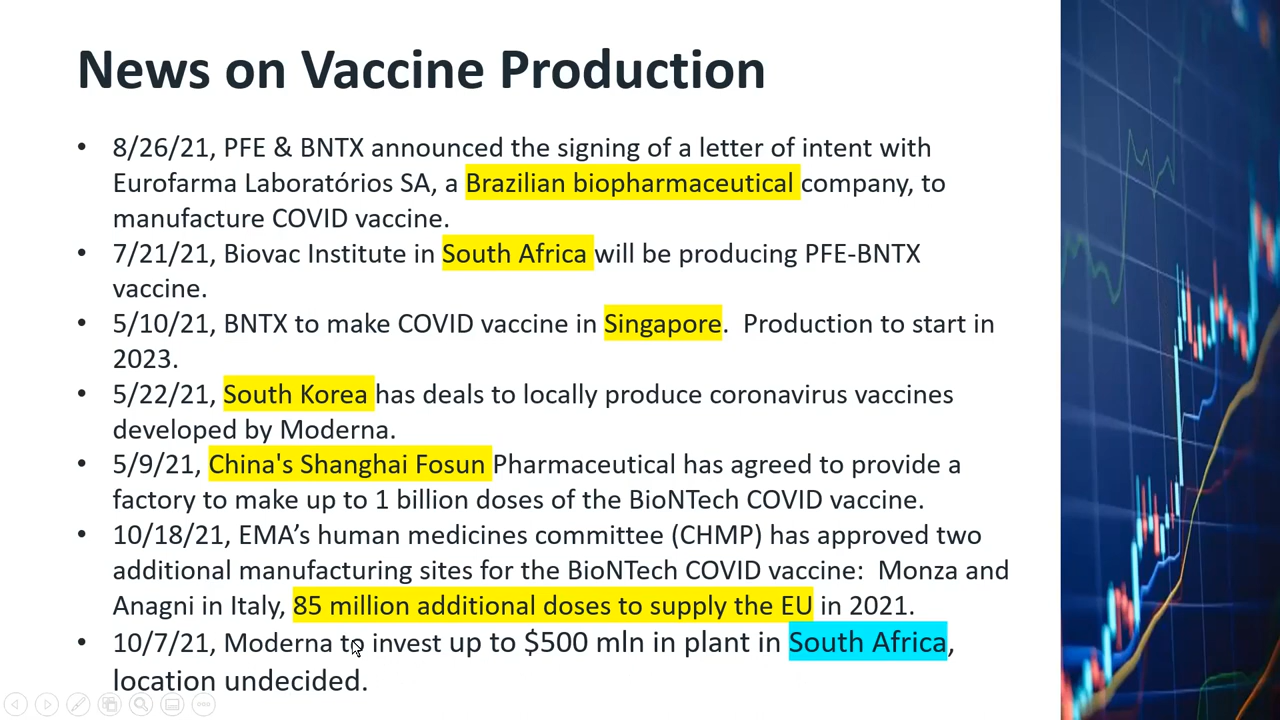 News on Vaccine Production
• 8/26/21, PFE & BNTX announced the signing of a letter of intent with
Eurofarma Laboratórios SA, a Brazilian biopharmaceutical company, to
manufacture COVID vaccine.
• 7/21/21, Biovac Institute in South Africa will be producing PFE-BNTX
vaccine.
• 5/10/21, BNTX to make COVID vaccine in Singapore.  Production to start in
2023.
• 5/22/21, South Korea has deals to locally produce coronavirus vaccines
developed by Moderna.
• 5/9/21, China's Shanghai Fosun Pharmaceutical has agreed to provide a
factory to make up to 1 billion doses of the BioNTech COVID vaccine.
• 10/18/21, EMA’s human medicines committee (CHMP) has approved two
additional manufacturing sites for the BioNTech COVID vaccine:  Monza and
Anagni in Italy, 85 million additional doses to supply the EU in 2021.
• 10/7/21, Moderna to invest up to $500 mln in plant in South Africa,
location undecided.